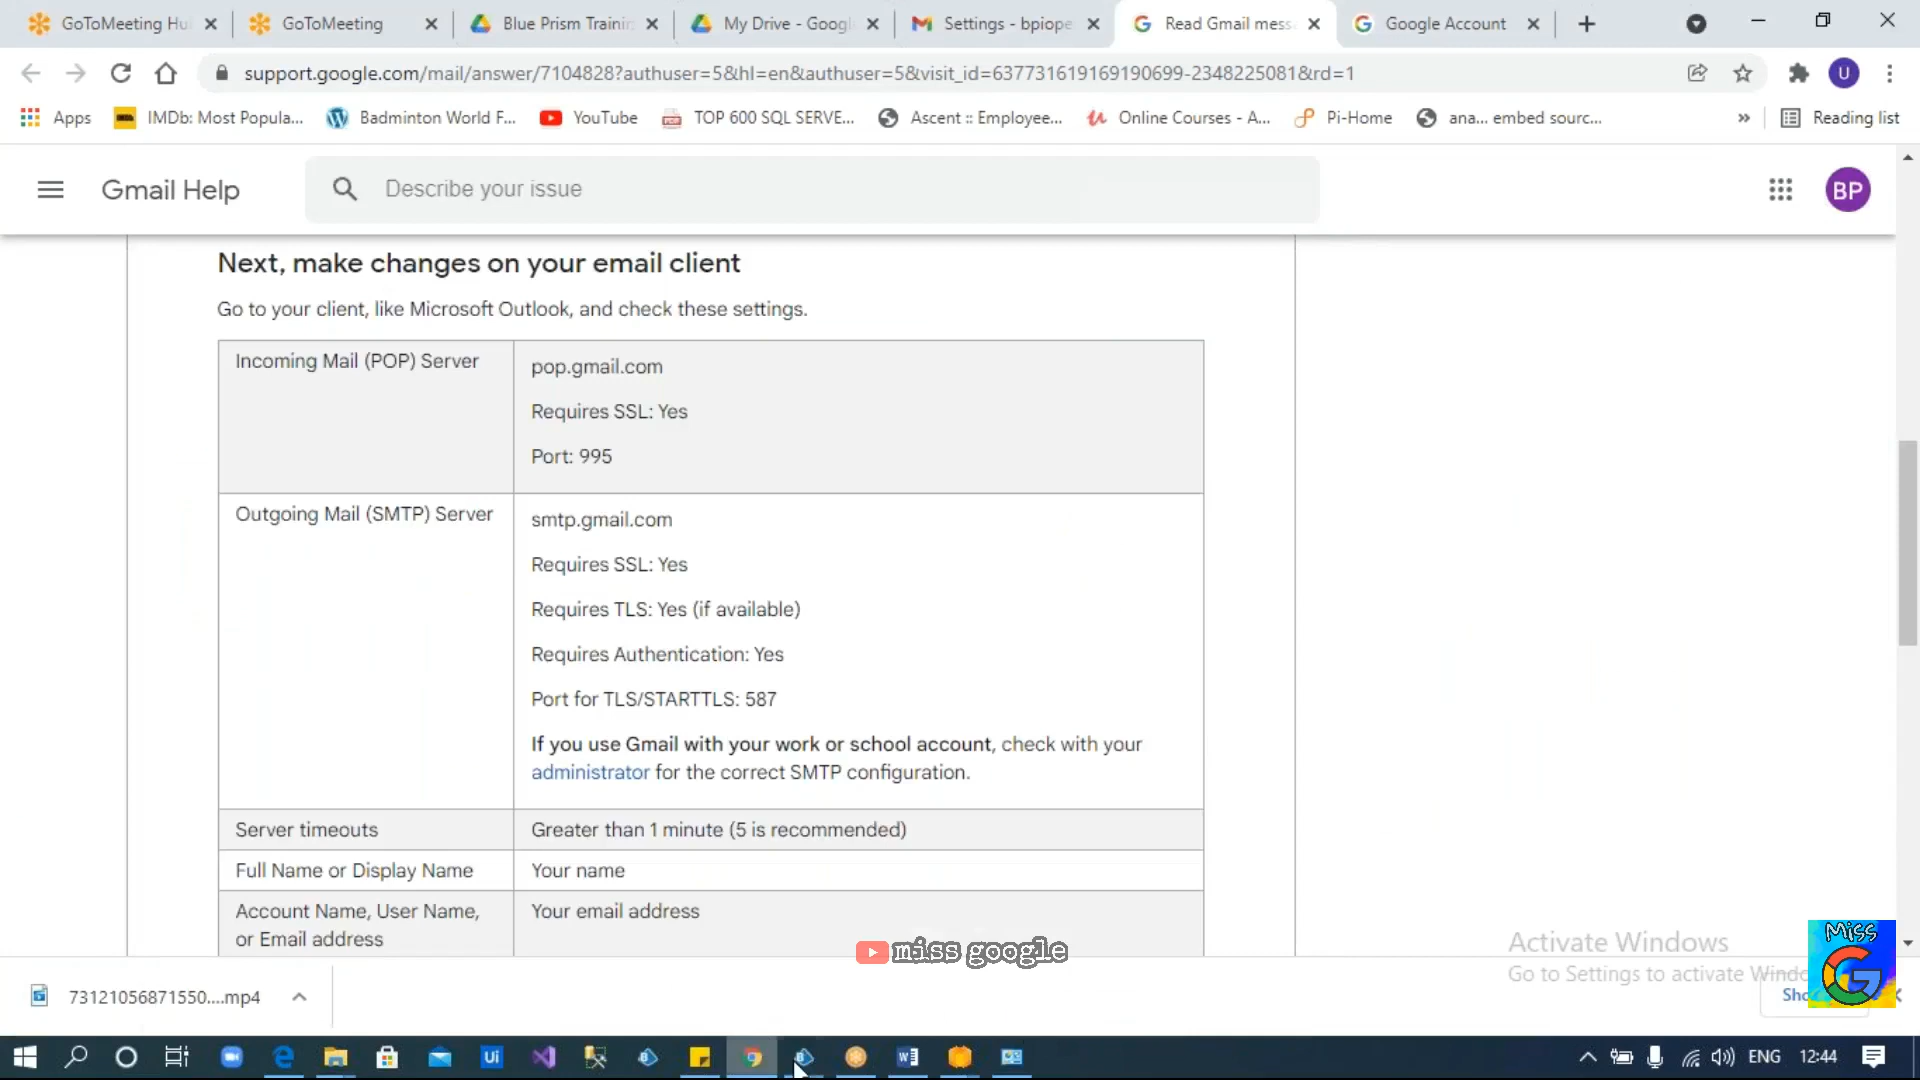 GoToMeeting Hu
GoToMeeting
Blue Prism Trainin
My Drive - Googl
Settings - bpiope
Read Gmail mess
Google Account
support.google.com/mail/answer/7104828?authuser=5&hl=en&authuser=5&visit_id=637731619169190699-2348225081&rd=1
U
Apps
IMDb: Most Popula...
Badminton World F...
YouTube
TOP 600 SQL SERVE...
Ascent :: Employee...
Online Courses - A...
Pi-Home
ana... embed sourc...
»
Reading list
Gmail Help
Describe your issue
BP
Next, make changes on your email client
Go to your client, like Microsoft Outlook, and check these settings.
Incoming Mail (POP) Server
pop.gmail.com
Requires SSL: Yes
Port: 995
Outgoing Mail (SMTP) Server
smtp.gmail.com
Requires SSL: Yes
Requires TLS: Yes (if available)
Requires Authentication: Yes
Port for TLS/STARTTLS: 587
If you use Gmail with your work or school account, check with your
administrator for the correct SMTP configuration.
Server timeouts
Greater than 1 minute (5 is recommended)
Full Name or Display Name
Your name
Account Name, User Name,
or Email address
Your email address
miss google
Activate Windows
Go to Settings to activate Windo
Miss
G
73121056871550....mp4
Sho
Ui
ENG
12:44